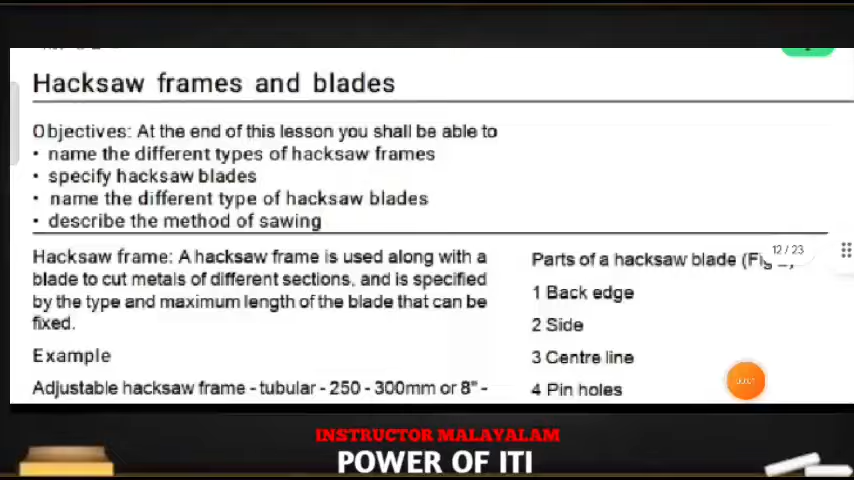 Hacksaw frames and blades
Objectives: At the end of this lesson you shall be able to
• name the different types of hacksaw frames
• specify hacksaw blades
• name the different type of hacksaw blades
• describe the method of sawing
Hacksaw frame: A hacksaw frame is used along with a
blade to cut metals of different sections, and is specified
by the type and maximum length of the blade that can be
fixed.
Example
Adjustable hacksaw frame - tubular - 250 - 300mm or 8" -
12 / 23
Parts of a hacksaw blade (Fig
1 Back edge
2 Side
3 Centre line
4 Pin holes
INSTRUCTOR MALAYALAM
POWER OF ITI